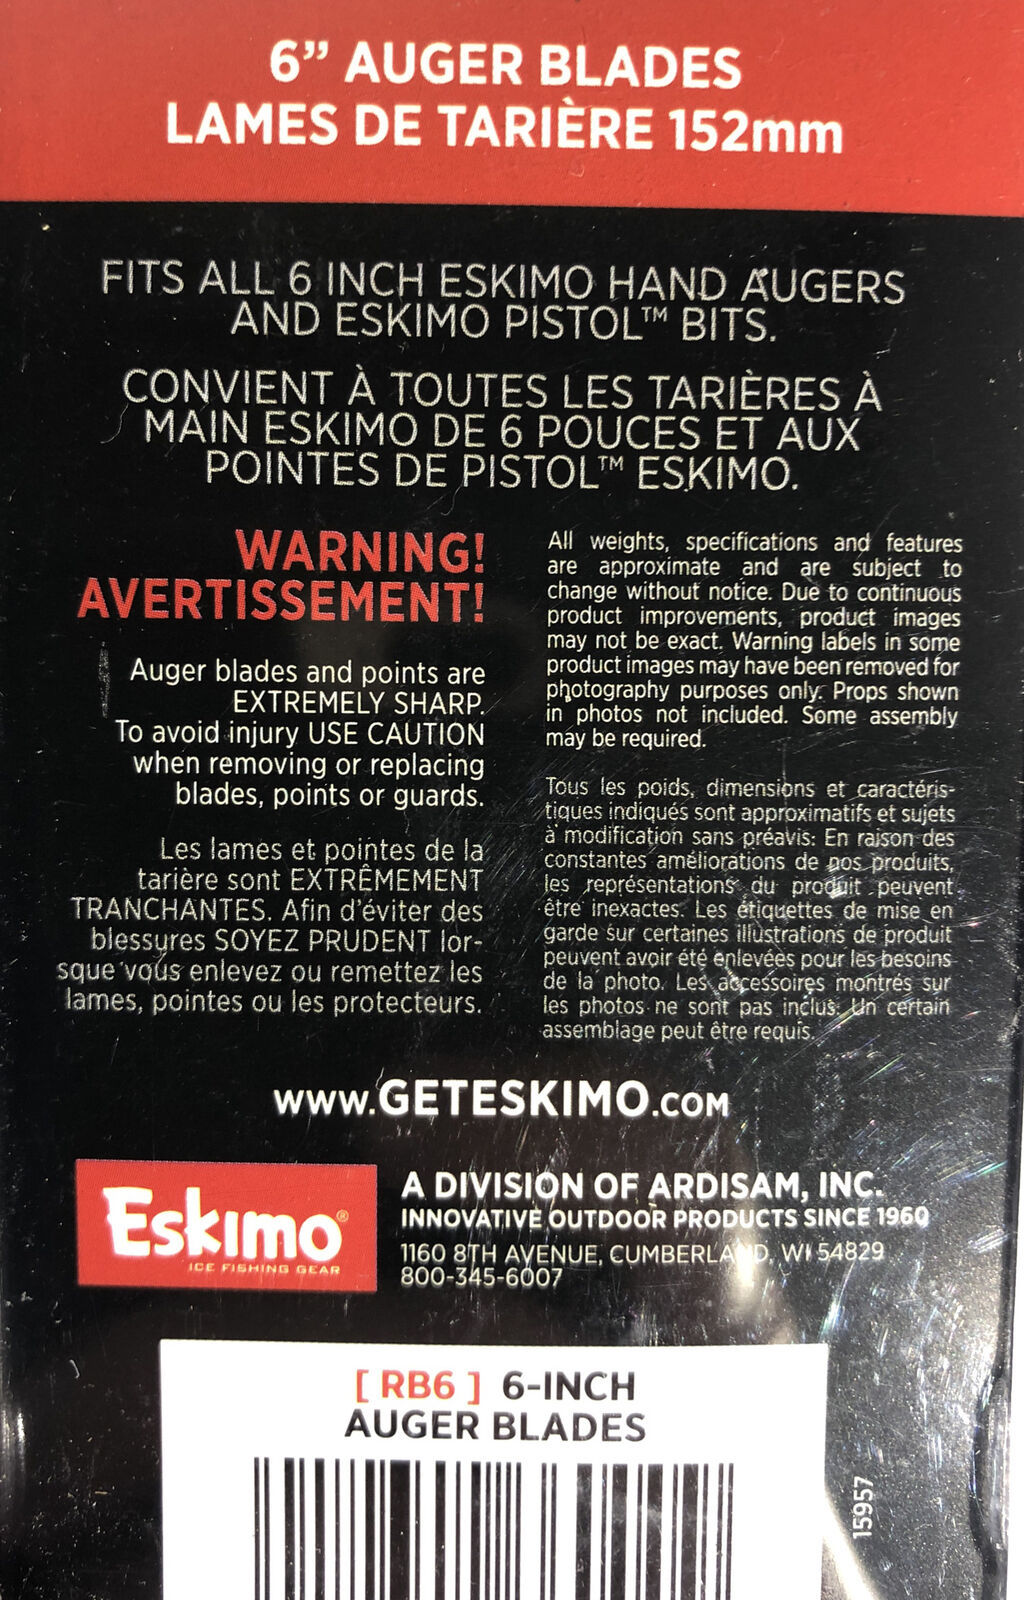 6” AUGER BLADES
LAMES DE TARIÈRE 152mm
FITS ALL 6 INCH ESKIMO HAND AUGERS
AND ESKIMO PISTOL™ BITS.
CONVIENT À TOUTES LES TARIÈRES À
MAIN ESKIMO DE 6 POUCES ET AUX
POINTES DE PISTOL™ ESKIMO.
WARNING!
AVERTISSEMENT!
Auger blades and points are
EXTREMELY SHARP.
To avoid injury USE CAUTION
when removing or replacing
blades, points or guards.
Les lames et pointes de la
tarière sont EXTRÊMEMENT
TRANCHANTES. Afin d’éviter des
blessures SOYEZ PRUDENT lor-
sque vous enlevez ou remettez les
lames, pointes ou les protecteurs.
All weights, specifications and features
are approximate and are subject to
change without notice. Due to continuous
product improvements, product images
may not be exact. Warning labels in some
product images may have been removed for
photography purposes only. Props shown
in photos not included. Some assembly
may be required.
Tous les poids, dimensions et caractéris-
tiques indiqués sont approximatifs et sujets
à modification sans préavis. En raison des
constantes améliorations de nos produits,
les représentations du produit peuvent
être inexactes. Les étiquettes de mise en
garde sur certaines illustrations de produit
peuvent avoir été enlevées pour les besoins
de la photo. Les accessoires montrés sur
les photos ne sont pas inclus. Un certain
assemblage peut être requis.
www.GETESKIMO.COM
Eskimo®
ICE FISHING GEAR
A DIVISION OF ARDISAM, INC.
INNOVATIVE OUTDOOR PRODUCTS SINCE 1960
1160 8TH AVENUE, CUMBERLAND, WI 54829
800-345-6007
[ RB6 ] 6-INCH
AUGER BLADES
15957